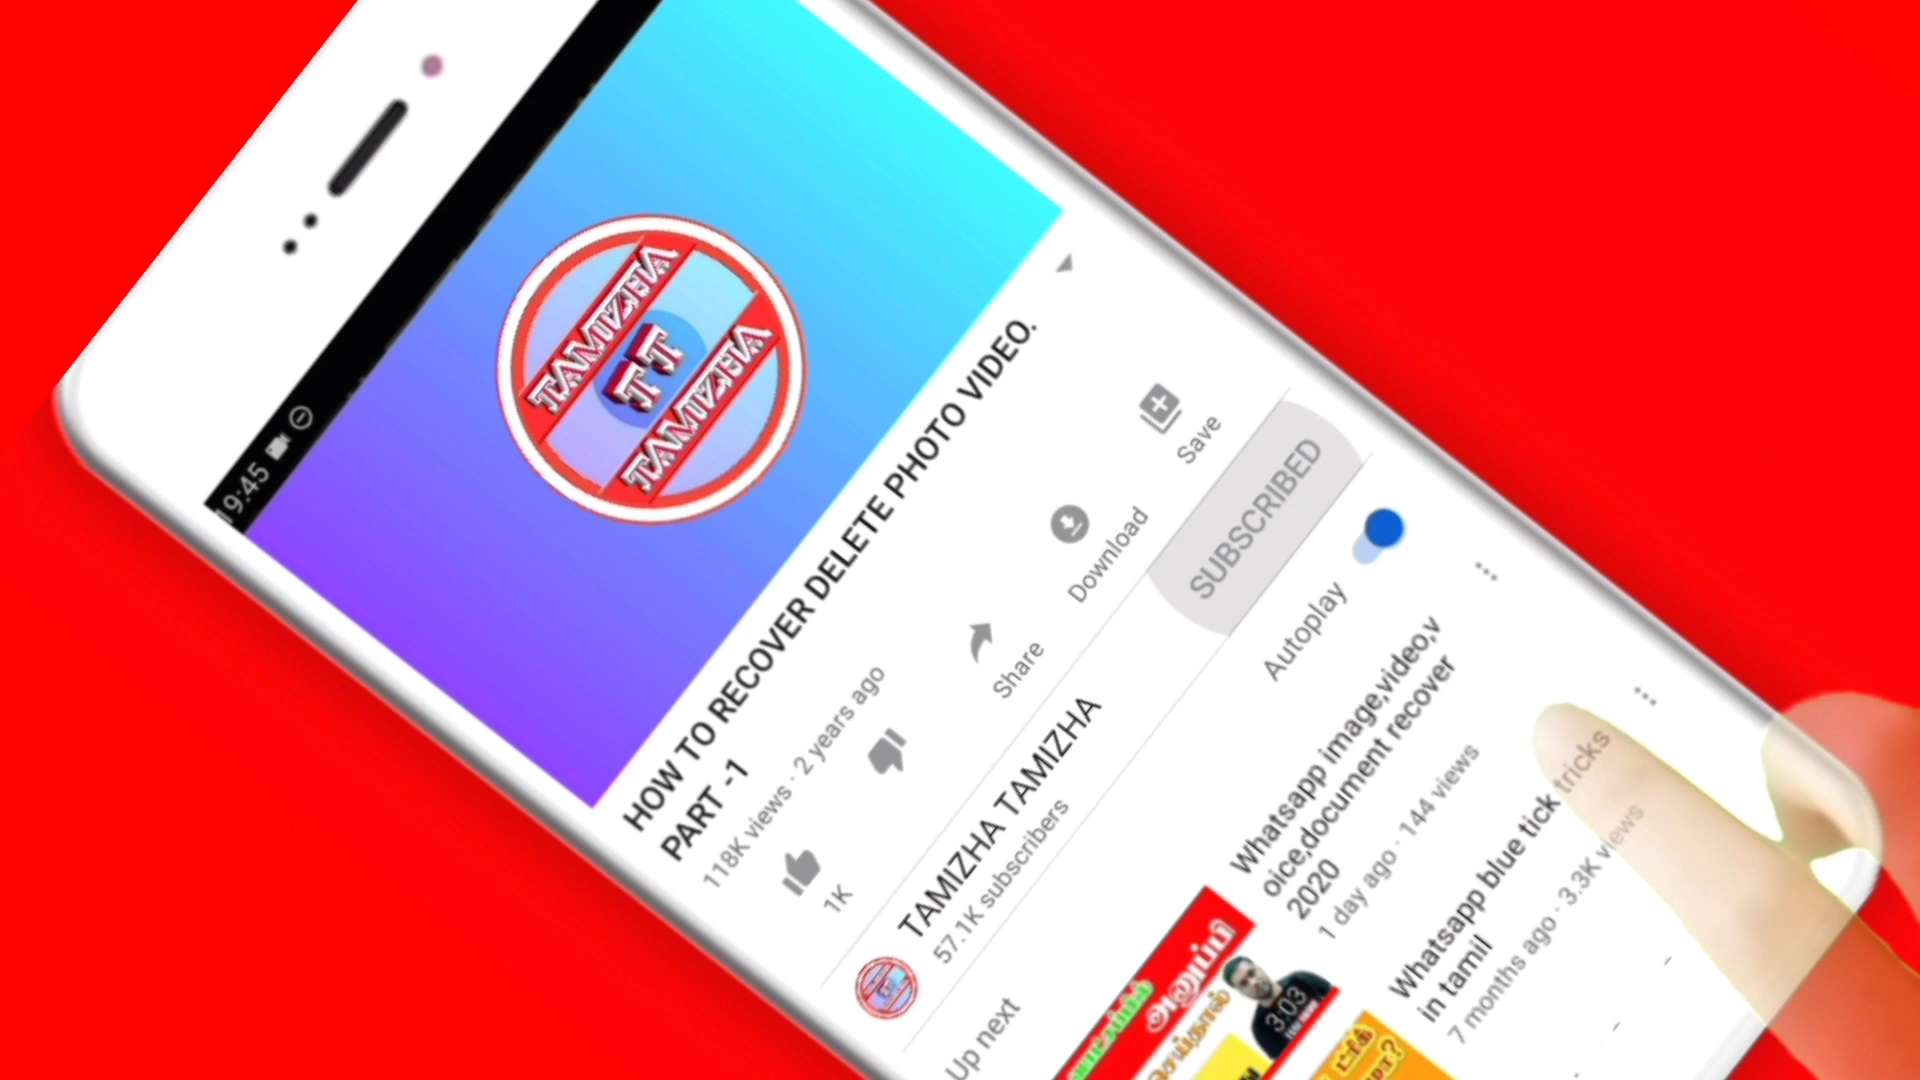 19:45
TAMIZHA
TT
TAMIZHA
HOW TO RECOVER DELETE PHOTO VIDEO.
PART -1
118K views · 2 years ago
1K
Share
Download
Save
TAMIZHA TAMIZHA
57.1K subscribers
SUBSCRIBED
Up next
Autoplay
Whatsapp image,video,v
oice,document recover
2020
1 day ago · 144 views
அனுப்பி
3:03
Whatsapp blue tick tricks
in tamil
7 months ago · 3.3K views